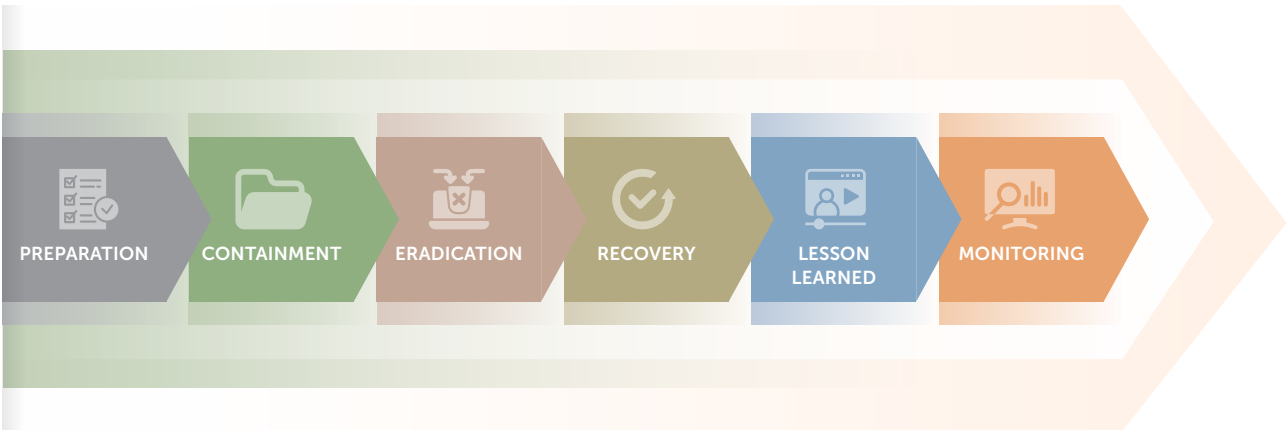 PREPARATION
CONTAINMENT
ERADICATION
RECOVERY
LESSON
LEARNED
MONITORING